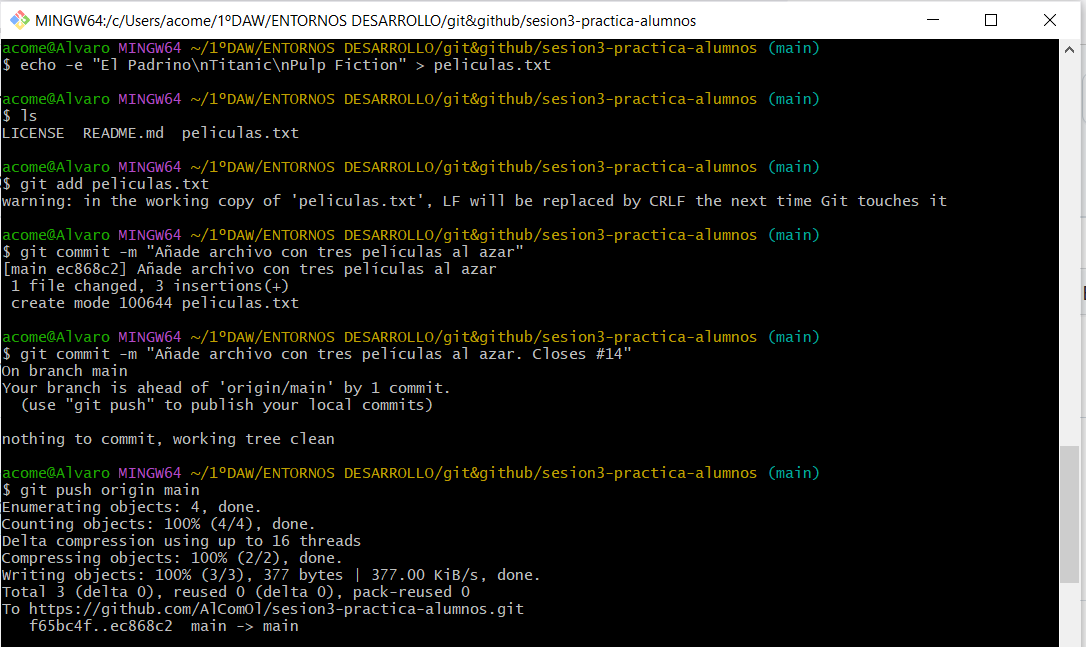 MINGW64:/c/Users/acome/1ºDAW/ENTORNOS DESARROLLO/git&github/sesion3-practica-alumnos
acome@Alvaro MINGW64 ~/1ºDAW/ENTORNOS DESARROLLO/git&github/sesion3-practica-alumnos (main)
$ echo -e "El Padrino\nTitanic\nPulp Fiction" > peliculas.txt
acome@Alvaro MINGW64 ~/1ºDAW/ENTORNOS DESARROLLO/git&github/sesion3-practica-alumnos (main)
$ ls
LICENSE  README.md  peliculas.txt
acome@Alvaro MINGW64 ~/1ºDAW/ENTORNOS DESARROLLO/git&github/sesion3-practica-alumnos (main)
$ git add peliculas.txt
warning: in the working copy of 'peliculas.txt', LF will be replaced by CRLF the next time Git touches it
acome@Alvaro MINGW64 ~/1ºDAW/ENTORNOS DESARROLLO/git&github/sesion3-practica-alumnos (main)
$ git commit -m "Añade archivo con tres películas al azar"
[main ec868c2] Añade archivo con tres películas al azar
 1 file changed, 3 insertions(+)
 create mode 100644 peliculas.txt
acome@Alvaro MINGW64 ~/1ºDAW/ENTORNOS DESARROLLO/git&github/sesion3-practica-alumnos (main)
$ git commit -m "Añade archivo con tres películas al azar. Closes #14"
On branch main
Your branch is ahead of 'origin/main' by 1 commit.
  (use "git push" to publish your local commits)
nothing to commit, working tree clean
acome@Alvaro MINGW64 ~/1ºDAW/ENTORNOS DESARROLLO/git&github/sesion3-practica-alumnos (main)
$ git push origin main
Enumerating objects: 4, done.
Counting objects: 100% (4/4), done.
Delta compression using up to 16 threads
Compressing objects: 100% (2/2), done.
Writing objects: 100% (3/3), 377 bytes | 377.00 KiB/s, done.
Total 3 (delta 0), reused 0 (delta 0), pack-reused 0
To https://github.com/AlComOl/sesion3-practica-alumnos.git
   f65bc4f..ec868c2  main -> main